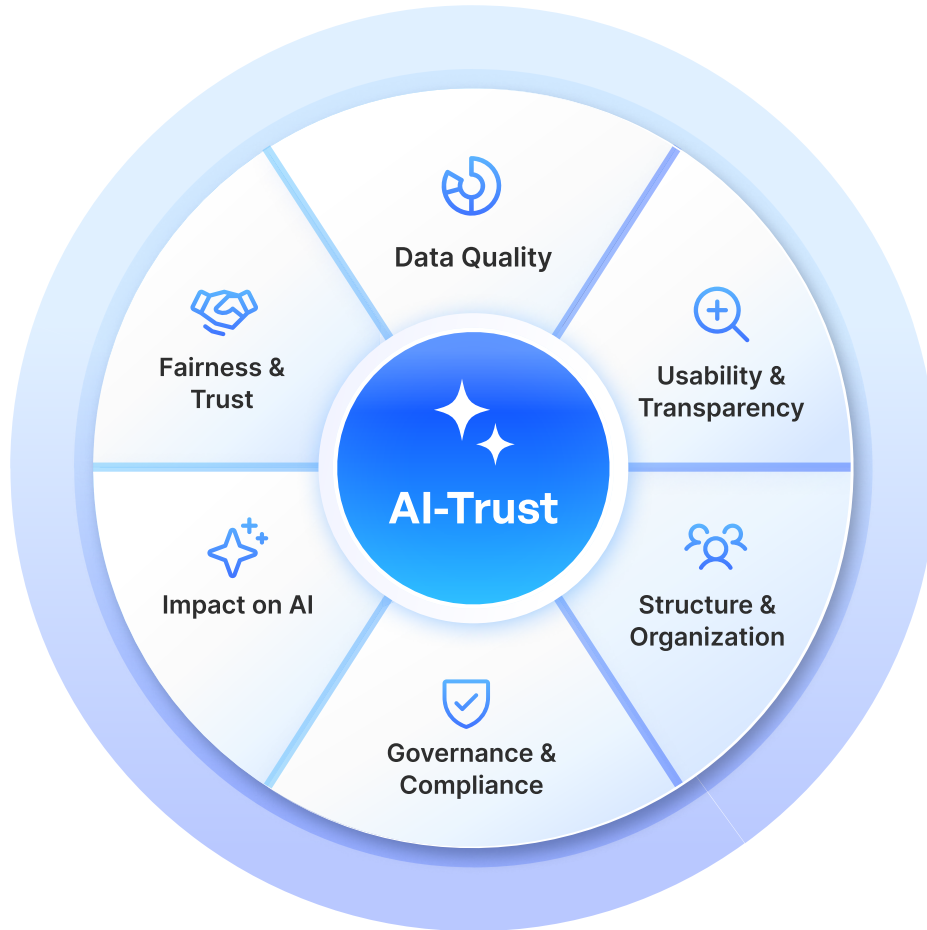 Data Quality
Usability &
Transparency
Structure &
Organization
Governance &
Compliance
Impact on AI
Fairness &
Trust
AI-Trust